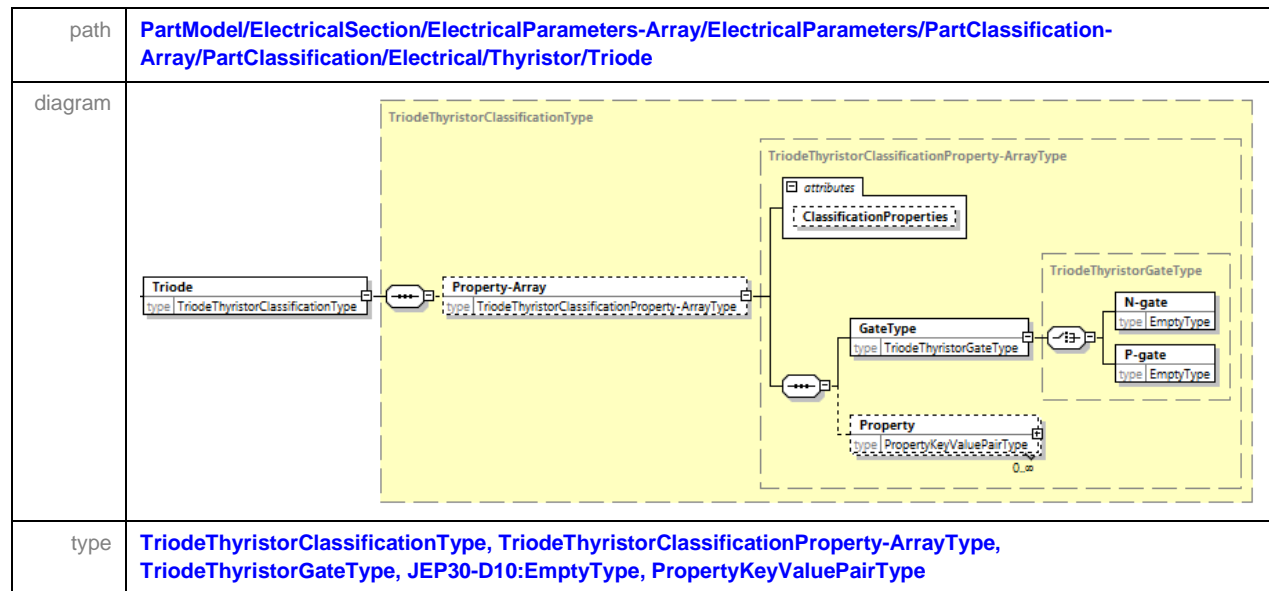 path
PartModel/ElectricalSection/ElectricalParameters-Array/ElectricalParameters/PartClassification-
Array/PartClassification/Electrical/Thyristor/Triode
diagram
TriodeThyristorClassificationType
TriodeThyristorClassificationProperty-ArrayType
attributes
ClassificationProperties
TriodeThyristorGateType
Triode
type TriodeThyristorClassificationType
Property-Array
type TriodeThyristorClassificationProperty-ArrayType
N-gate
type EmptyType
GateType
type TriodeThyristorGateType
P-gate
type EmptyType
Property
type PropertyKeyValuePairType
0..∞
type
TriodeThyristorClassificationType, TriodeThyristorClassificationProperty-ArrayType,
TriodeThyristorGateType, JEP30-D10:EmptyType, PropertyKeyValuePairType